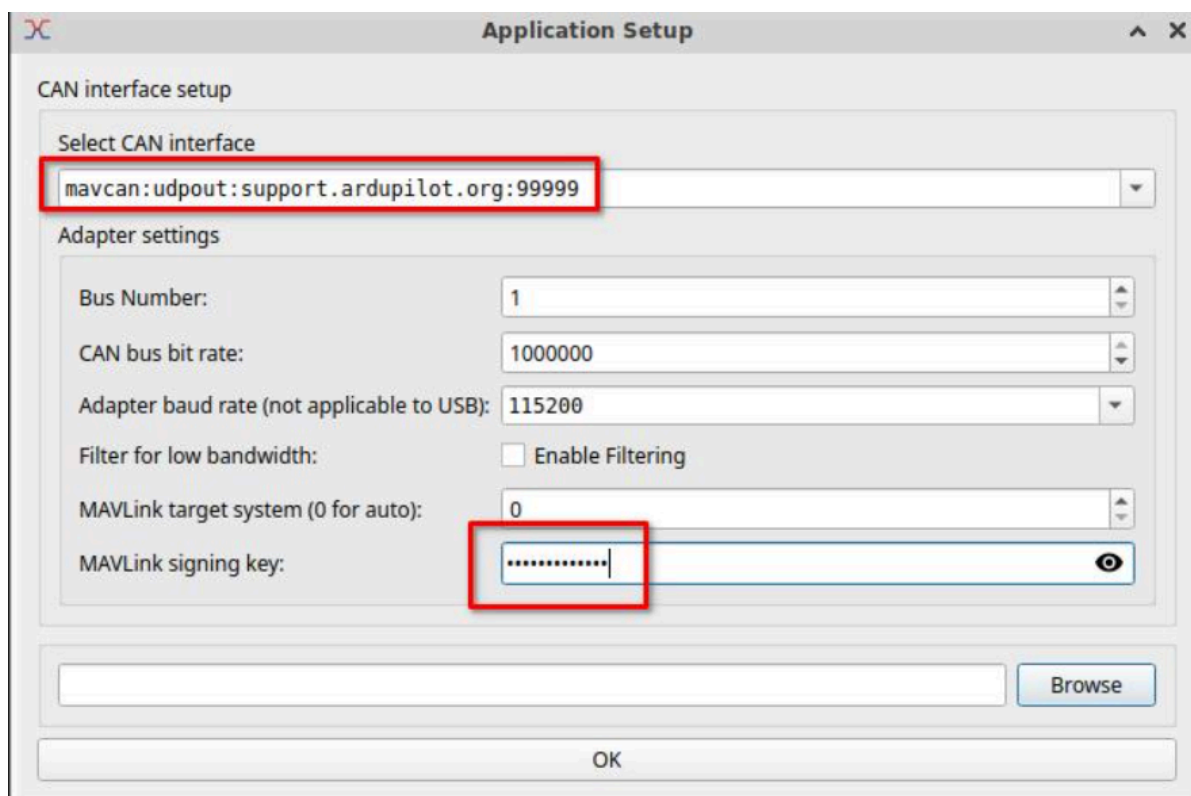 Application Setup
CAN interface setup
Select CAN interface
mavcan:udpout:support.ardupilot.org:99999
Adapter settings
Bus Number: 1
CAN bus bit rate: 1000000
Adapter baud rate (not applicable to USB): 115200
Filter for low bandwidth: Enable Filtering
MAVLink target system (0 for auto): 0
MAVLink signing key: •••••••••••••
Browse
OK